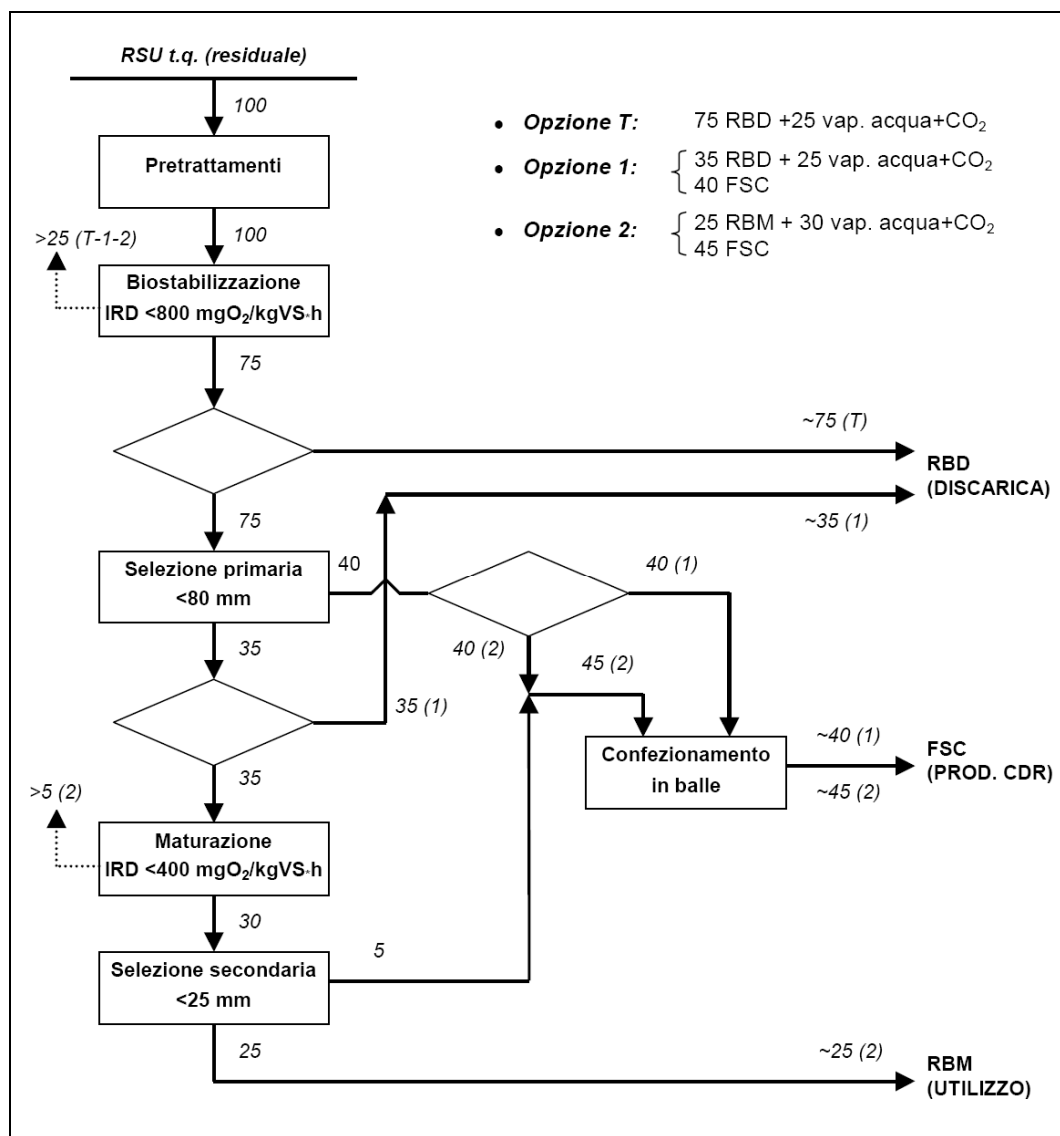 RSU t.q. (residuale)
100
• Opzione T: 75 RBD +25 vap. acqua+CO₂
• Opzione 1: 35 RBD + 25 vap. acqua+CO₂
40 FSC
• Opzione 2: 25 RBM + 30 vap. acqua+CO₂
45 FSC
Pretrattamenti
100
>25 (T-1-2)
Biostabilizzazione
IRD <800 mgO₂/kgVS·h
75
~75 (T)
RBD
(DISCARICA)
~35 (1)
75
Selezione primaria
<80 mm
40
40 (1)
35
40 (2)
45 (2)
35 (1)
Confezionamento
in balle
~40 (1)
FSC
(PROD. CDR)
~45 (2)
35
>5 (2)
Maturazione
IRD <400 mgO₂/kgVS·h
30
Selezione secondaria
<25 mm
5
25
~25 (2)
RBM
(UTILIZZO)